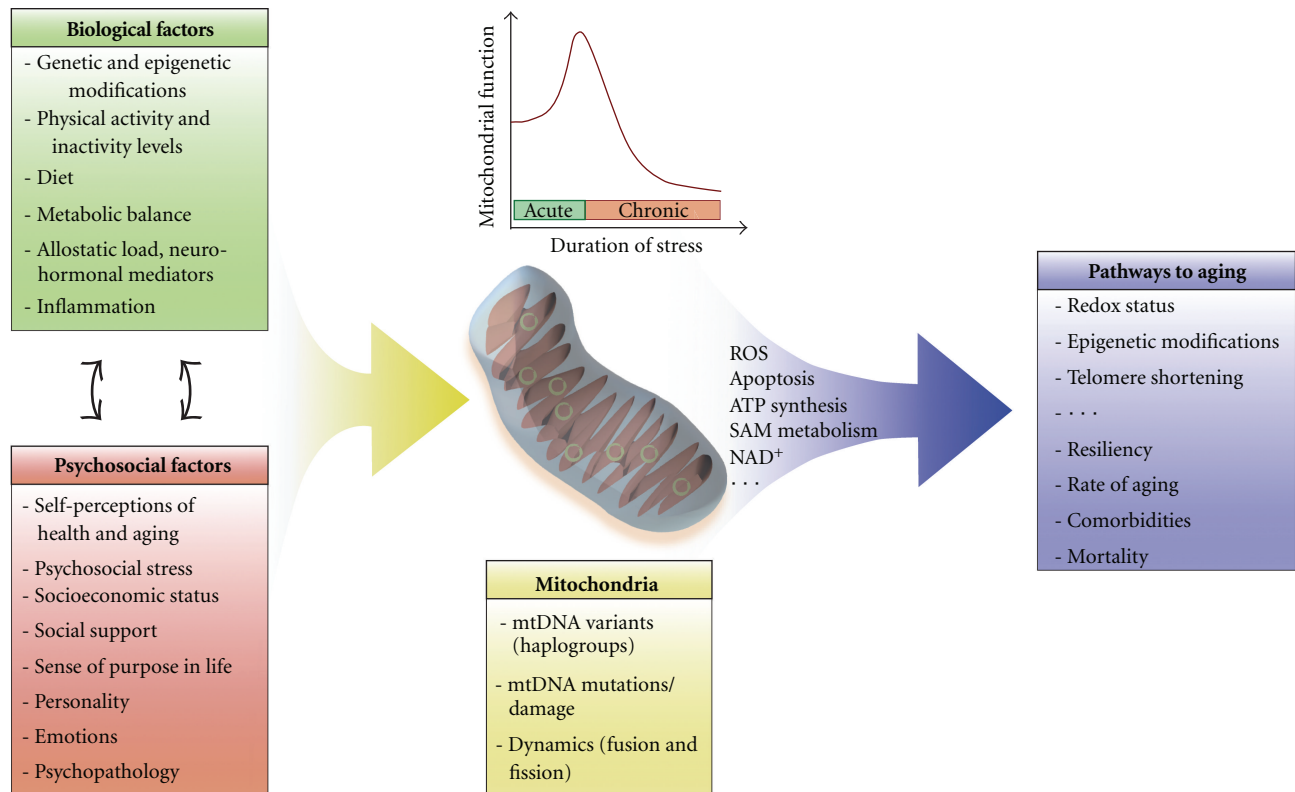 Biological factors
- Genetic and epigenetic
modifications
- Physical activity and
inactivity levels
- Diet
- Metabolic balance
- Allostatic load, neuro-
hormonal mediators
- Inflammation
Psychosocial factors
- Self-perceptions of
health and aging
- Psychosocial stress
- Socioeconomic status
- Social support
- Sense of purpose in life
- Personality
- Emotions
- Psychopathology
Mitochondrial function
Acute
Chronic
Duration of stress
Mitochondria
- mtDNA variants
(haplogroups)
- mtDNA mutations/
damage
- Dynamics (fusion and
fission)
ROS
Apoptosis
ATP synthesis
SAM metabolism
NAD⁺
. . .
Pathways to aging
- Redox status
- Epigenetic modifications
- Telomere shortening
- . . .
- Resiliency
- Rate of aging
- Comorbidities
- Mortality